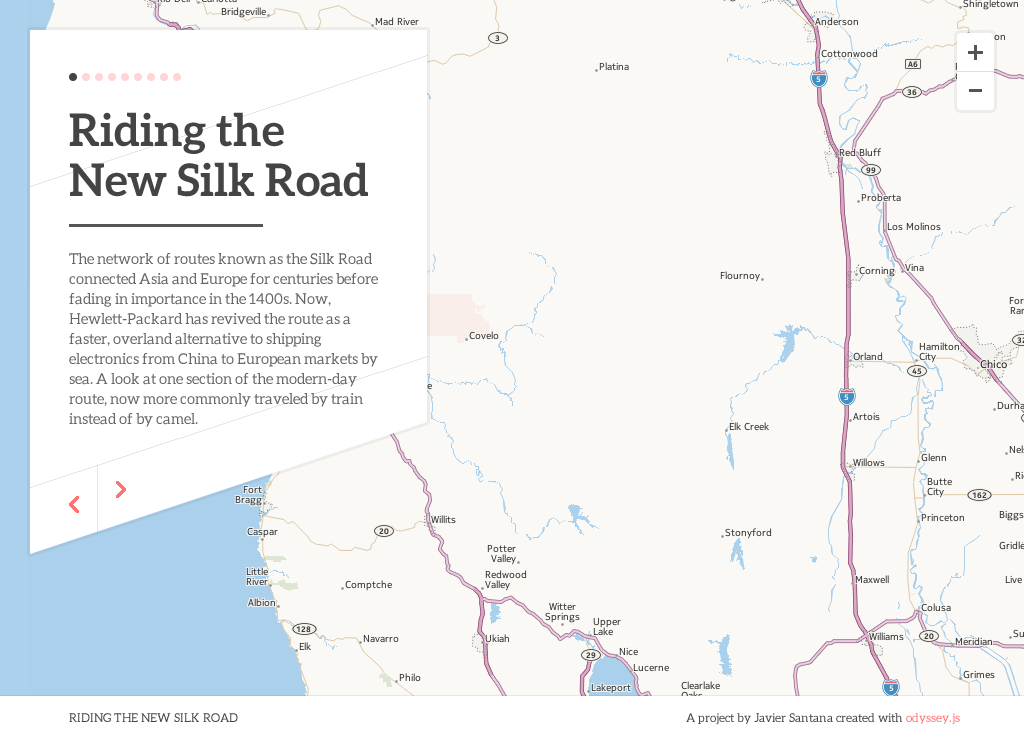 Bridgeville
Mad River
3
Anderson
Shingletown
Cottonwood
Platina
A6
5
36
Riding the
New Silk Road
Red Bluff
99
Proberta
Los Molinos
The network of routes known as the Silk Road
connected Asia and Europe for centuries before
fading in importance in the 1400s. Now,
Hewlett-Packard has revived the route as a
faster, overland alternative to shipping
electronics from China to European markets by
sea. A look at one section of the modern-day
route, now more commonly traveled by train
instead of by camel.
Flournoy
Corning
Vina
Covelo
Orland
Hamilton
City
Chico
45
5
Artois
Elk Creek
Willows
Glenn
Butte
City
162
Princeton
Fort
Bragg
Caspar
20
Willits
Stonyford
Potter
Valley
Redwood
Valley
Little
River
Comptche
Albion
Maxwell
Live
Colusa
Witter
Springs
Upper
Lake
128
Elk
Navarro
Ukiah
Williams
20
Meridian
29
Nice
Lucerne
Philo
Lakeport
Clearlake
Oaks
5
Grimes
RIDING THE NEW SILK ROAD
A project by Javier Santana created with odyssey.js